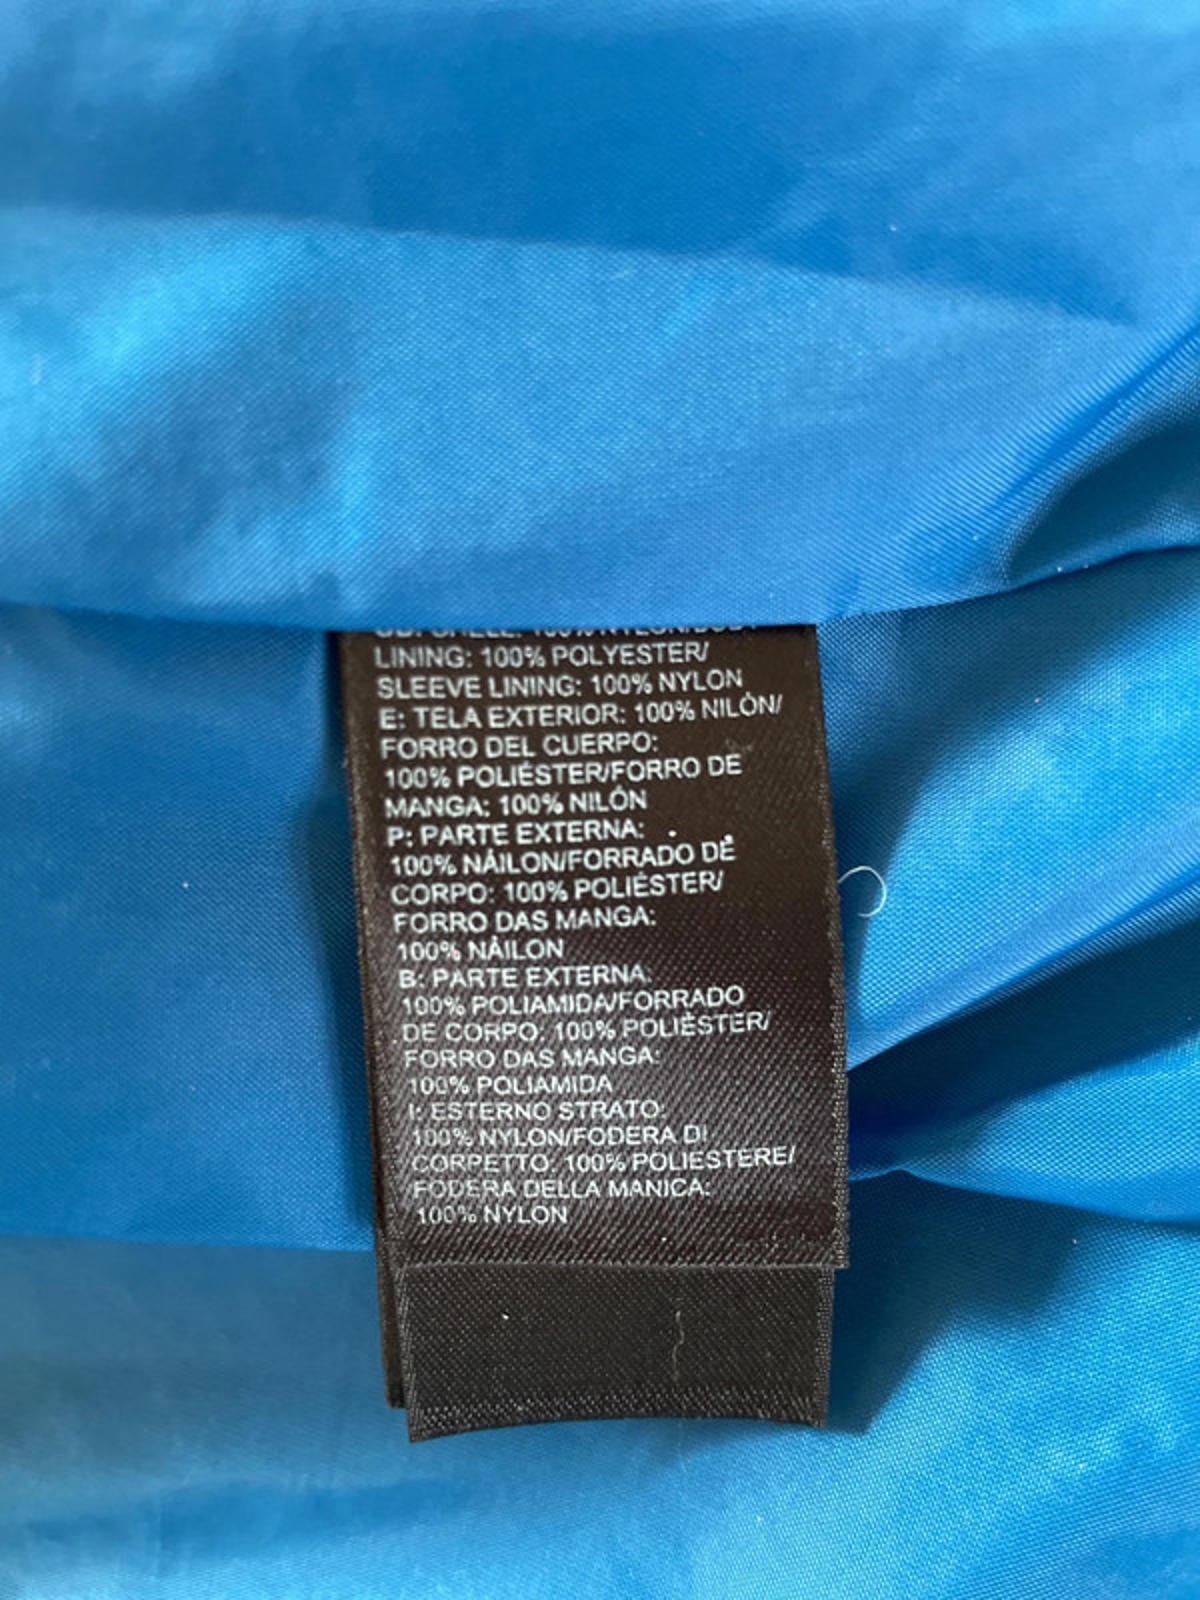 LINING: 100% POLYESTER/
SLEEVE LINING: 100% NYLON
E: TELA EXTERIOR: 100% NILÓN/
FORRO DEL CUERPO:
100% POLIÉSTER/FORRO DE
MANGA: 100% NILÓN
P: PARTE EXTERNA:
100% NÁILON/FORRADO DE
CORPO: 100% POLIÉSTER/
FORRO DAS MANGA:
100% NÁILON
B: PARTE EXTERNA:
100% POLIAMIDA/FORRADO
DE CORPO: 100% POLIÉSTER/
FORRO DAS MANGA:
100% POLIAMIDA
I: ESTERNO STRATO:
100% NYLON/FODERA DI
CORPETTO: 100% POLIESTERE/
FODERA DELLA MANICA:
100% NYLON